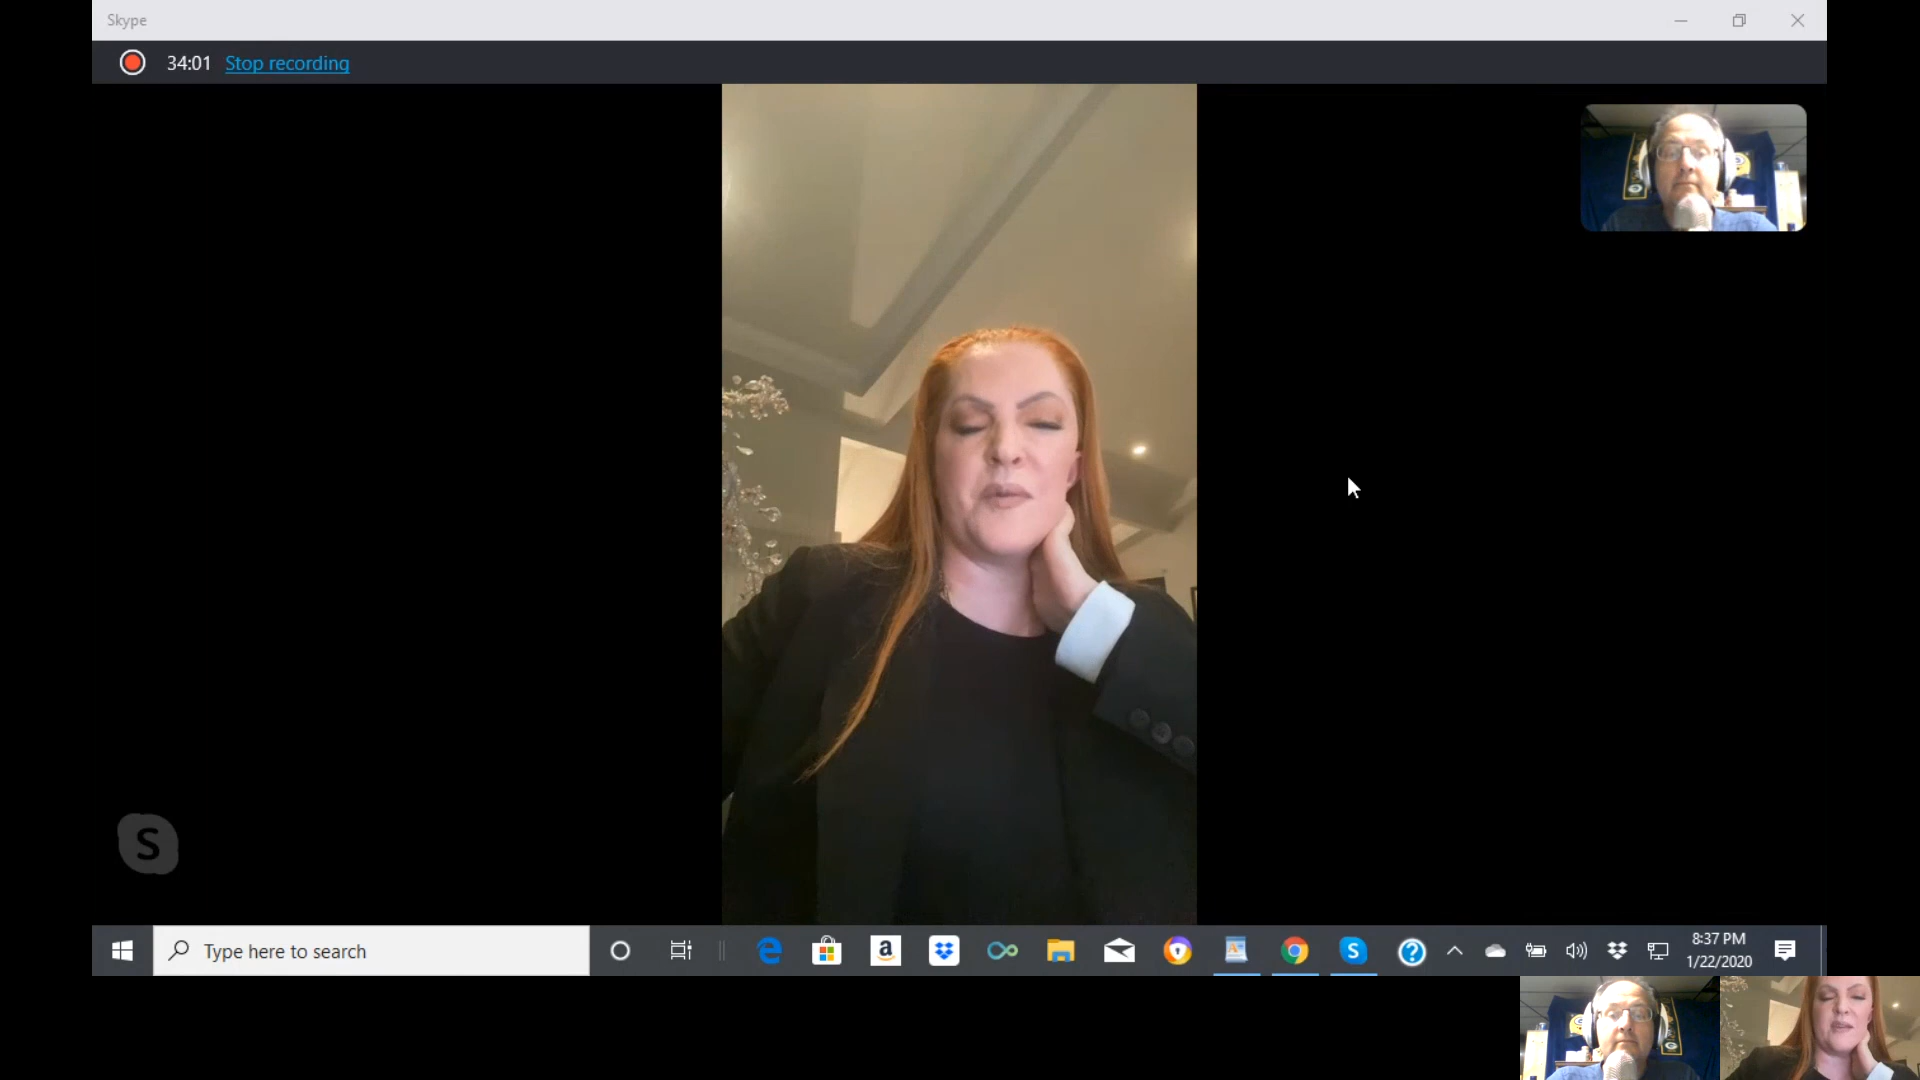 Skype
34:01 Stop recording
S
Type here to search
a
S
?
8:37 PM
1/22/2020